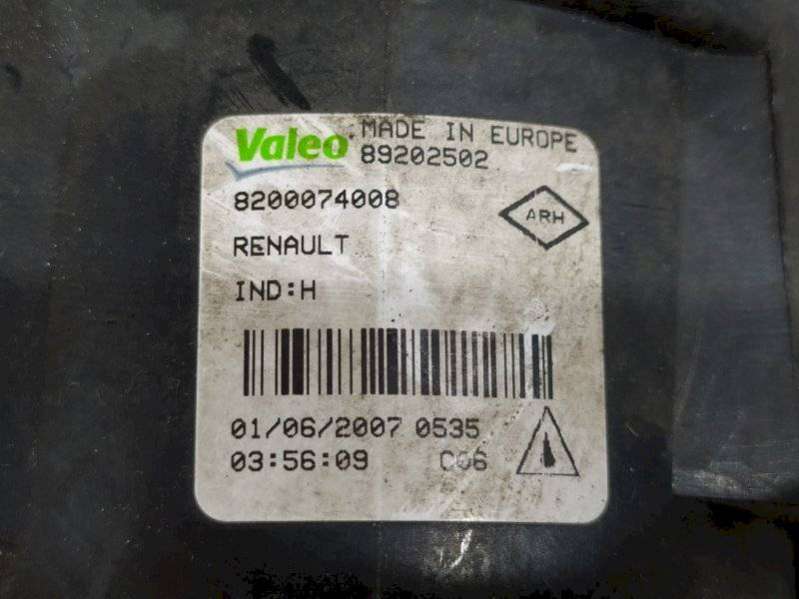 Valeo MADE IN EUROPE
89202502
8200074008
ARH
RENAULT
IND:H
01/06/2007 0535
03:56:09 C06